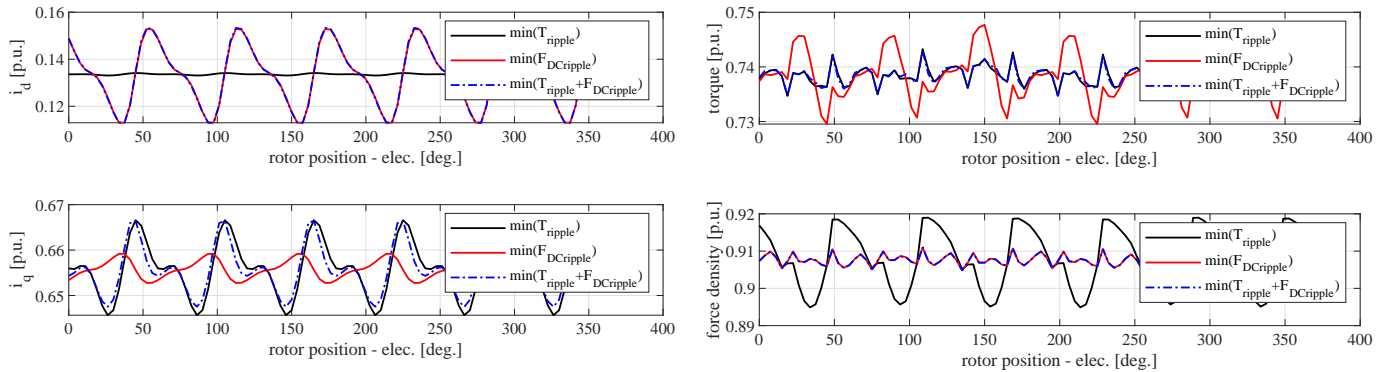 0.16
0.14
0.12
i_d [p.u.]
min(T_ripple)
min(F_DCripple)
min(T_ripple+F_DCripple)
0 50 100 150 200 250 300 350 400
rotor position - elec. [deg.]
0.75
0.74
0.73
torque [p.u.]
min(T_ripple)
min(F_DCripple)
min(T_ripple+F_DCripple)
0 50 100 150 200 250 300 350 400
rotor position - elec. [deg.]
0.67
0.66
0.65
i_q [p.u.]
min(T_ripple)
min(F_DCripple)
min(T_ripple+F_DCripple)
0 50 100 150 200 250 300 350 400
rotor position - elec. [deg.]
0.92
0.91
0.9
0.89
force density [p.u.]
min(T_ripple)
min(F_DCripple)
min(T_ripple+F_DCripple)
0 50 100 150 200 250 300 350 400
rotor position - elec. [deg.]